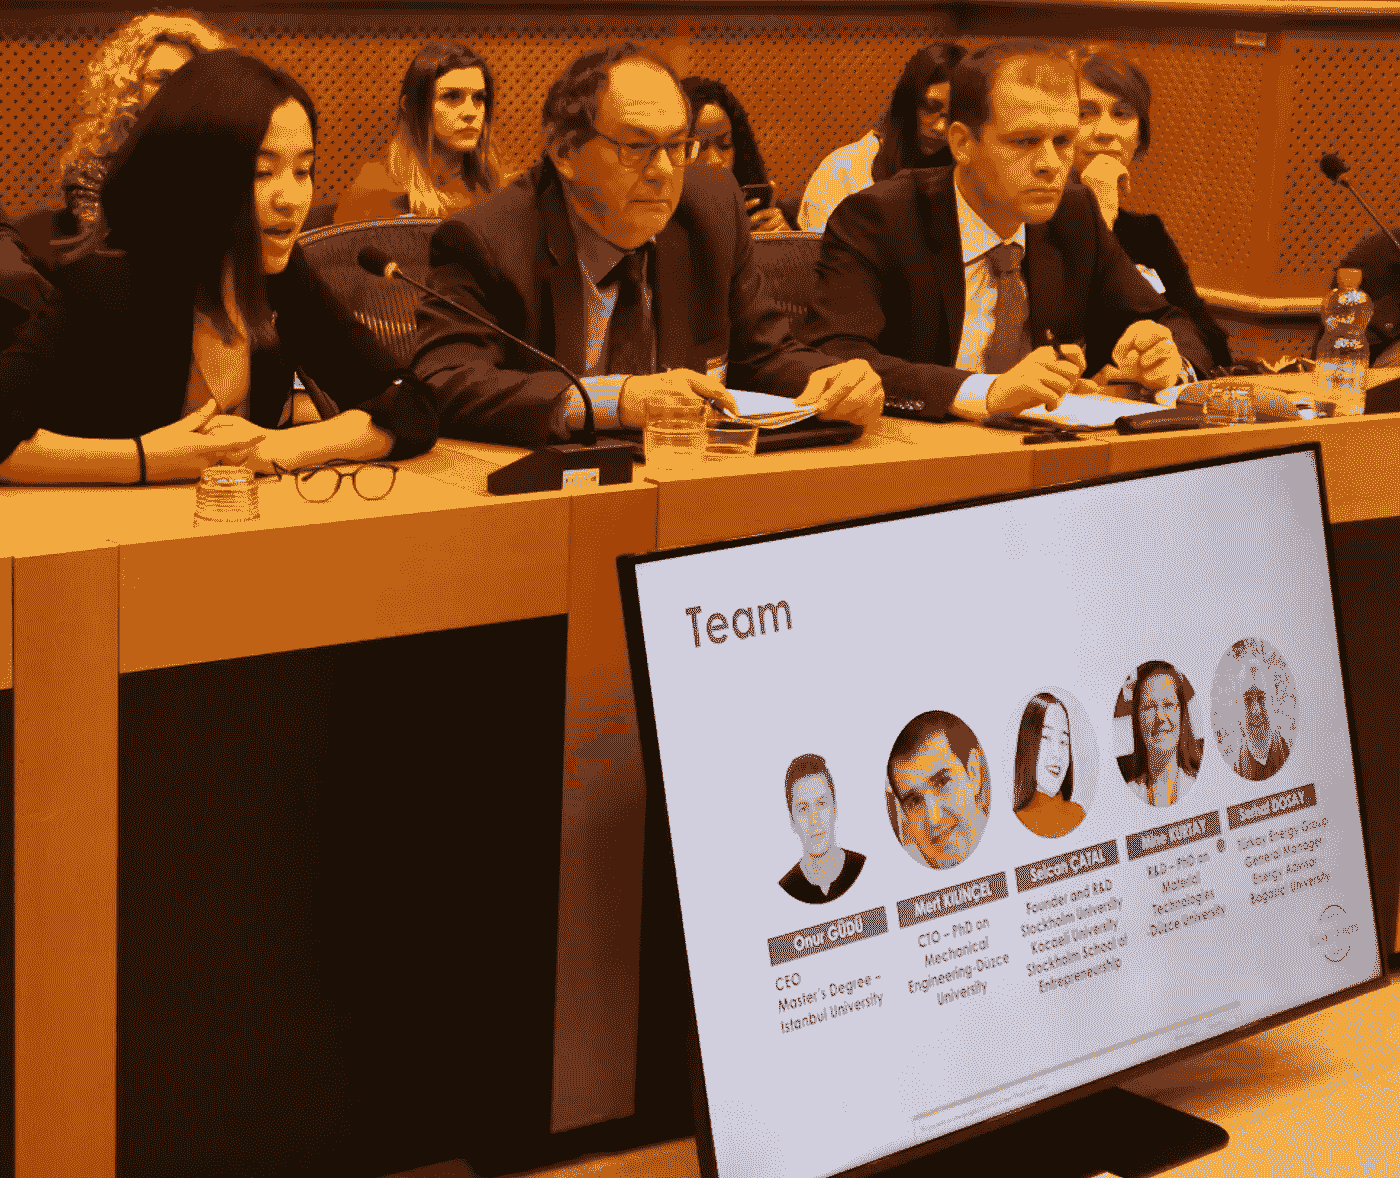 Team
Onur GÜDÜ
CEO
Master's Degree –
Istanbul University
Mert KILINÇEL
CTO – PhD on
Mechanical
Engineering-Düzce
University
Selcan ÇATAL
Founder and R&D
Stockholm University
Kocaeli University
Stockholm School of
Entrepreneurship
KURTAY
R&D – PhD on
Material
Technologies
Düzce University
DOSAY
Energy Group
General Manager
Energy Advisor
University